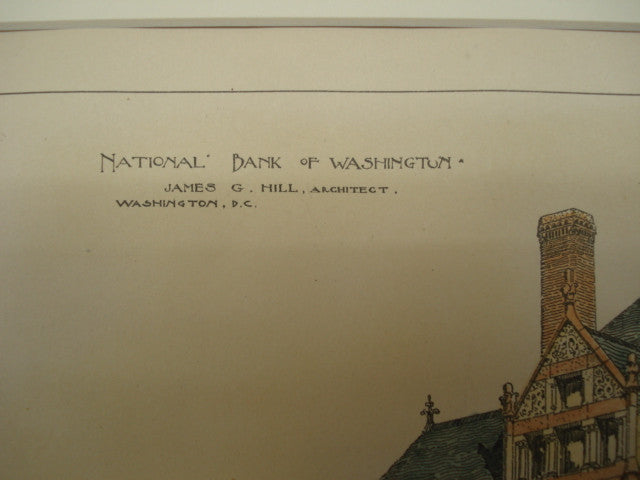 NATIONAL BANK OF WASHINGTON.
JAMES G. HILL, ARCHITECT.
WASHINGTON, D.C.